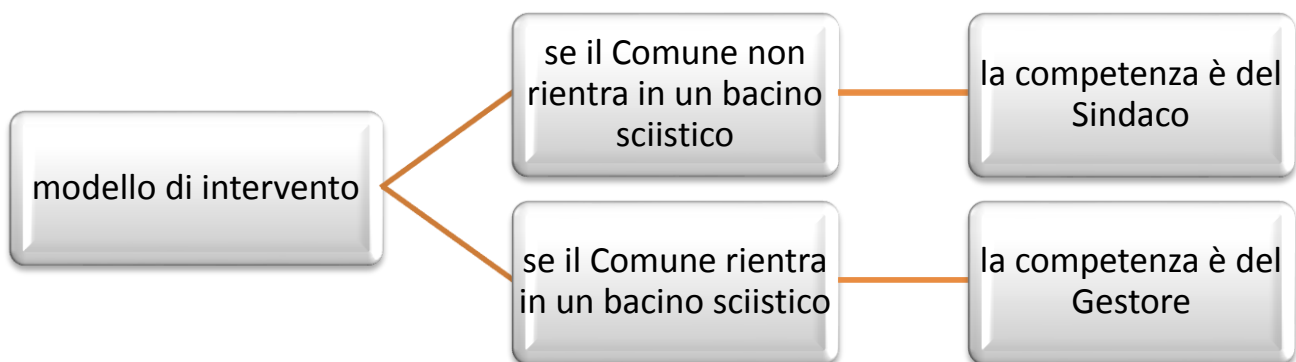 modello di intervento
se il Comune non
rientra in un bacino
sciistico
la competenza è del
Sindaco
se il Comune rientra
in un bacino sciistico
la competenza è del
Gestore